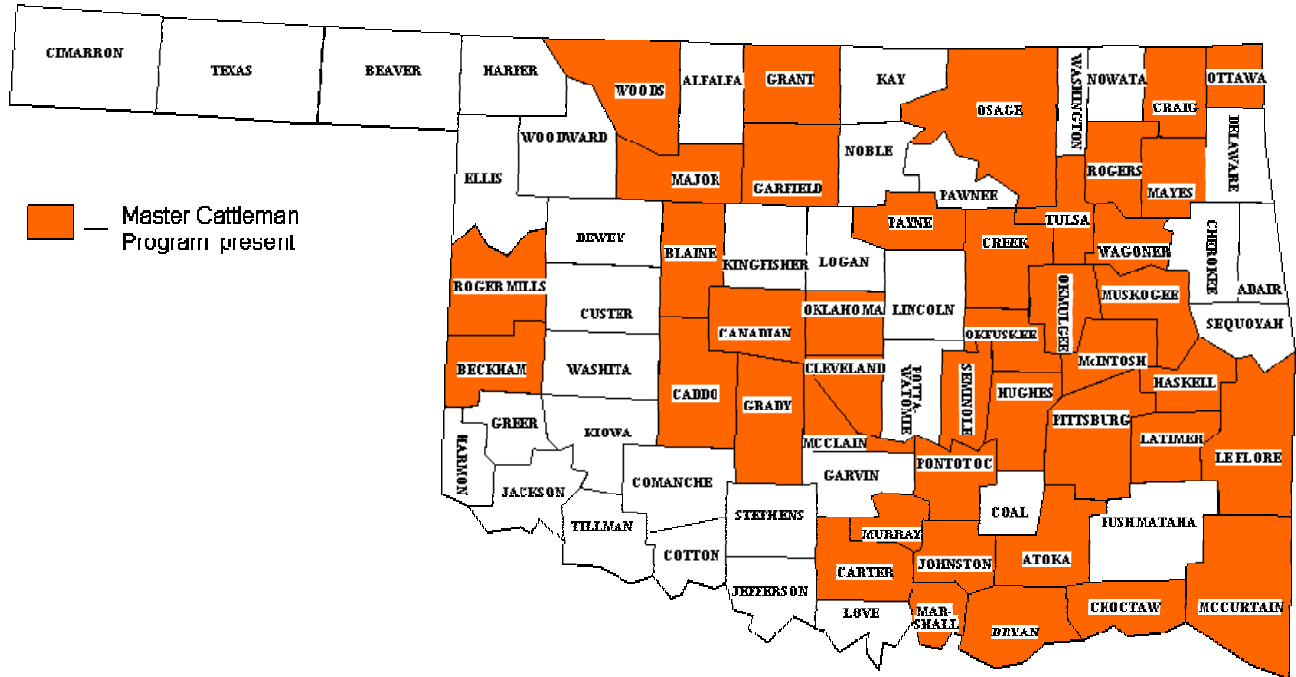 CIMARRON
TEXAS
BEAVER
HARPER
WOODS
ALFALFA
GRANT
KAY
OSAGE
WASHINGTON
NOWATA
CRAIG
OTTAWA
WOODWARD
ELLIS
MAJOR
GARFIELD
NOBLE
PAWNEE
ROGERS
MAYES
DELAWARE
Master Cattleman
Program present
DEWEY
BLAINE
KINGFISHER
LOGAN
PAYNE
CREEK
TULSA
WAGONER
CHEROKEE
ADAIR
ROGER MILLS
CUSTER
CANADIAN
OKLAHOMA
LINCOLN
OKFUSKEE
OKMULGEE
MUSKOGEE
SEQUOYAH
BECKHAM
WASHITA
CADDO
GRADY
CLEVELAND
POTTA-
WATOMIE
SEMINOLE
HUGHES
McINTOSH
HASKELL
PITTSBURG
LATIMER
LEFLORE
HARMON
GREER
KIOWA
MCCLAIN
GARVIN
PONTOTOC
JACKSON
COMANCHE
TILLMAN
STEPHENS
COAL
PUSHMATAHA
COTTON
MURRAY
JOHNSTON
ATOKA
JEFFERSON
CARTER
LOVE
MAR-
SHALL
BRYAN
CHOCTAW
MCCURTAIN